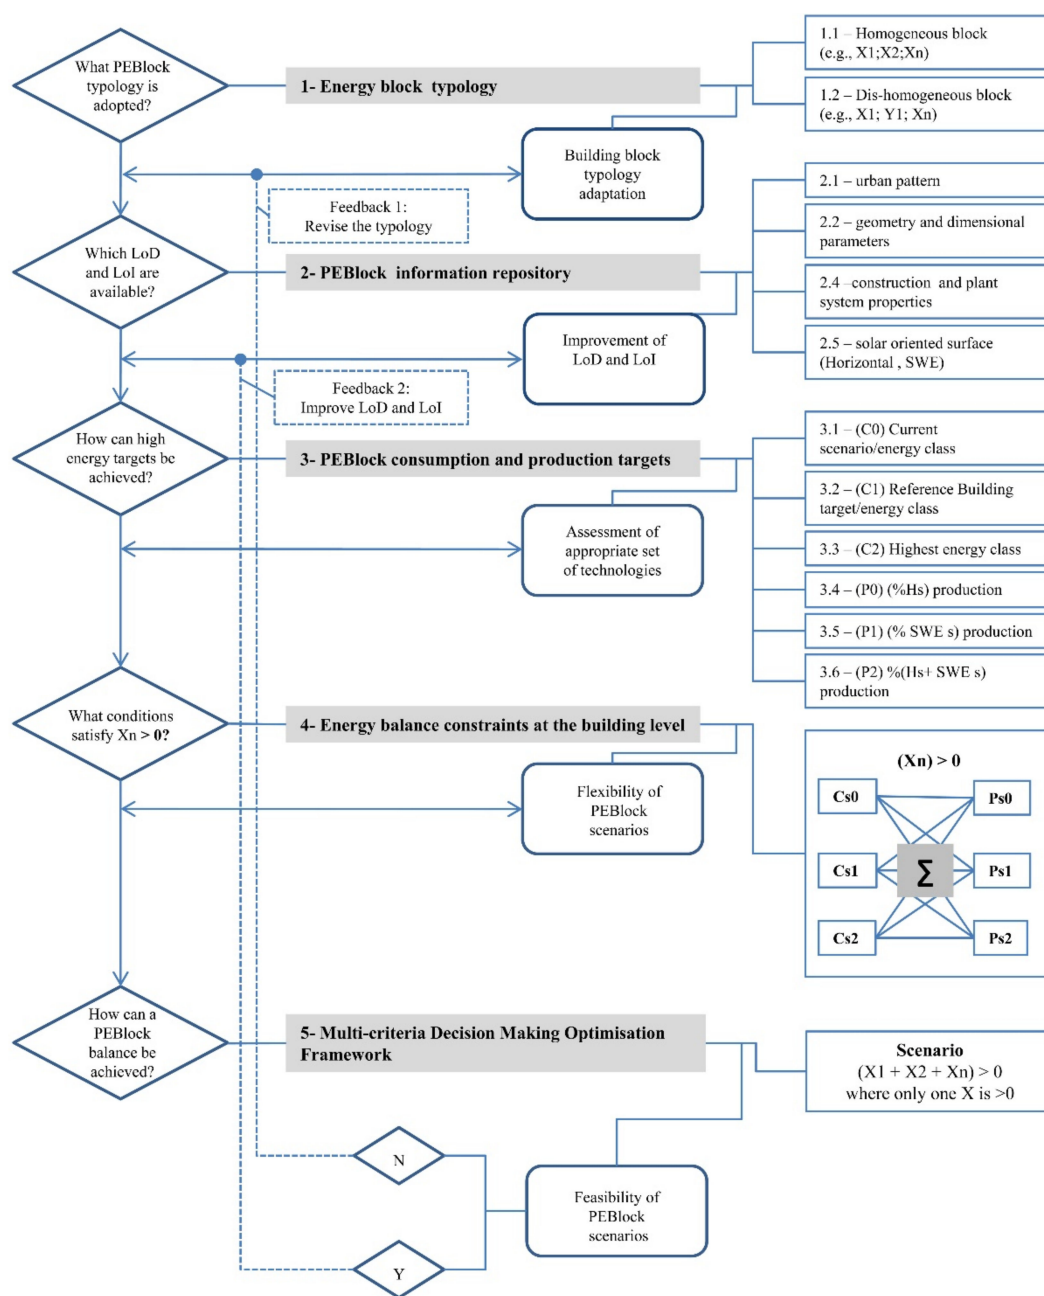 What PEBlock
typology is
adopted?
1- Energy block  typology
1.1 – Homogeneous block
(e.g., X1;X2;Xn)
1.2 – Dis-homogeneous block
(e.g., X1; Y1; Xn)
Building block
typology
adaptation
Feedback 1:
Revise the typology
Which LoD
and LoI are
available?
2- PEBlock  information repository
2.1 – urban pattern
2.2 – geometry and dimensional
parameters
2.4 –construction  and plant
system properties
2.5 – solar oriented surface
(Horizontal , SWE)
Improvement of
LoD and LoI
Feedback 2:
Improve LoD and LoI
How can high
energy targets be
achieved?
3- PEBlock consumption and production targets
3.1 – (C0) Current
scenario/energy class
3.2 – (C1) Reference Building
target/energy class
3.3 – (C2) Highest energy class
3.4 – (P0) (%Hs) production
3.5 – (P1) (% SWE s) production
3.6 – (P2) %(Hs+ SWE s)
production
Assessment of
appropriate set
of technologies
What conditions
satisfy Xn > 0?
4- Energy balance constraints at the building level
Flexibility of
PEBlock
scenarios
(Xn) > 0
Cs0
Ps0
Cs1
Σ
Ps1
Cs2
Ps2
How can a
PEBlock
balance be
achieved?
5- Multi-criteria Decision Making Optimisation
Framework
Scenario
(X1 + X2 + Xn) > 0
where only one X is >0
N
Feasibility of
PEBlock
scenarios
Y